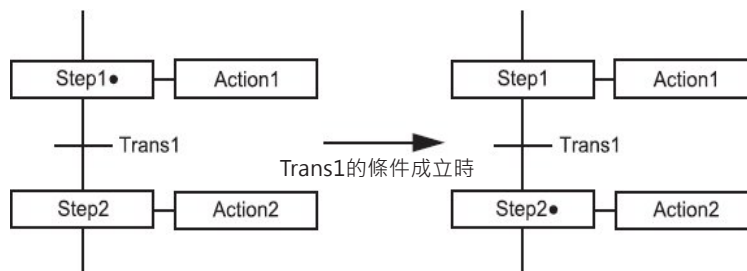 Step1● Action1
Trans1
Step2 Action2
Trans1的條件成立時
Step1 Action1
Trans1
Step2● Action2